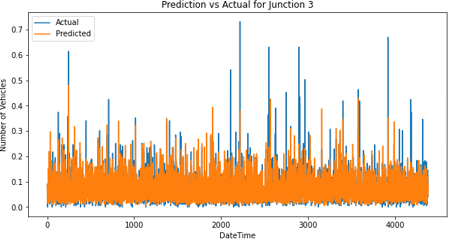 Prediction vs Actual for Junction 3
Actual
Predicted
Number of Vehicles
0.7
0.6
0.5
0.4
0.3
0.2
0.1
0.0
0 1000 2000 3000 4000
DateTime